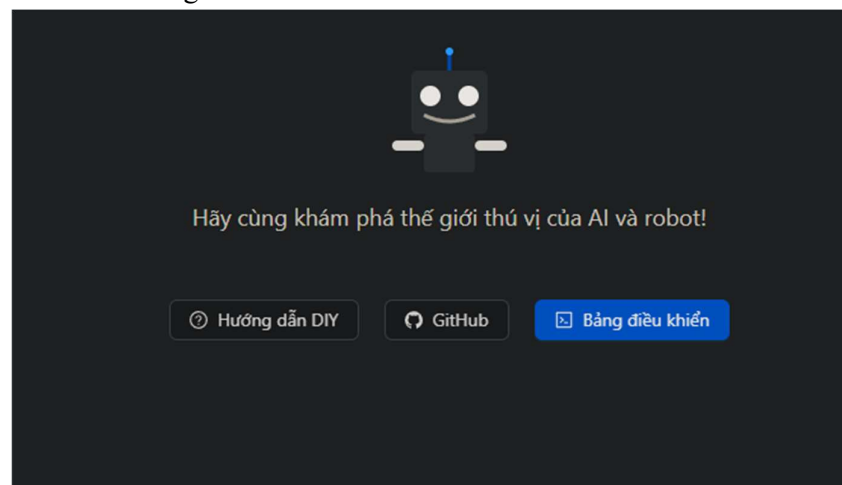 Hãy cùng khám phá thế giới thú vị của AI và robot!
Hướng dẫn DIY GitHub Bảng điều khiển